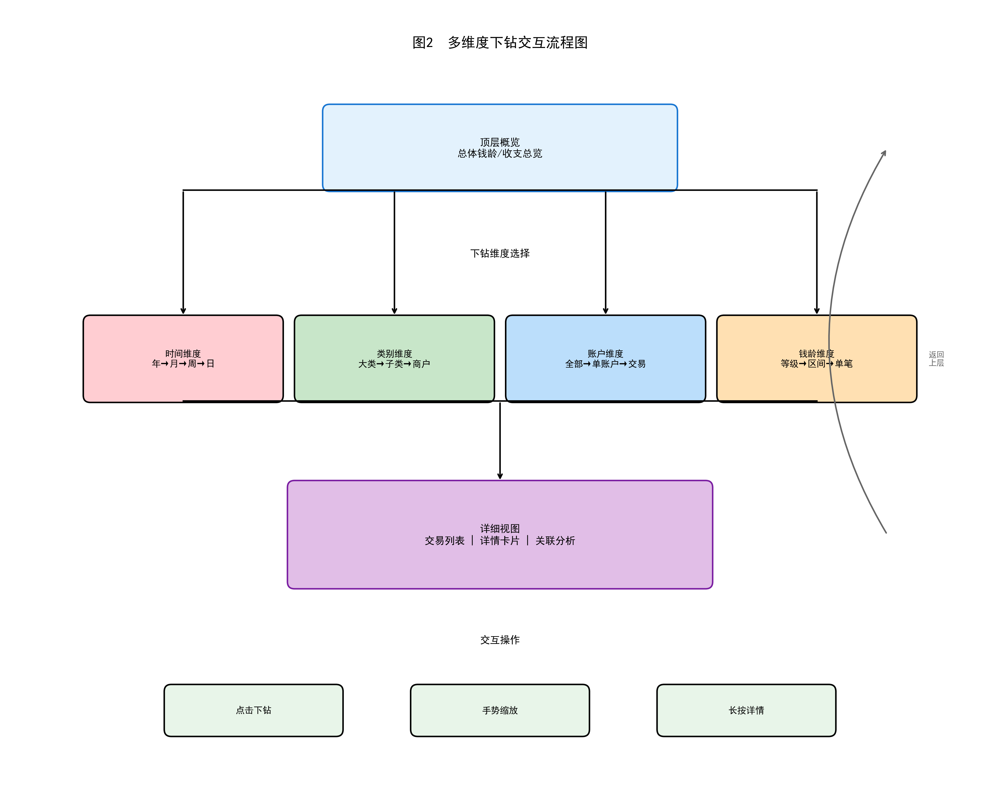 图2　多维度下钻交互流程图
顶层概览
总体钱龄/收支总览
下钻维度选择
时间维度
年→月→周→日
类别维度
大类→子类→商户
账户维度
全部→单账户→交易
钱龄维度
等级→区间→单笔
返回
上层
详细视图
交易列表 | 详情卡片 | 关联分析
交互操作
点击下钻
手势缩放
长按详情